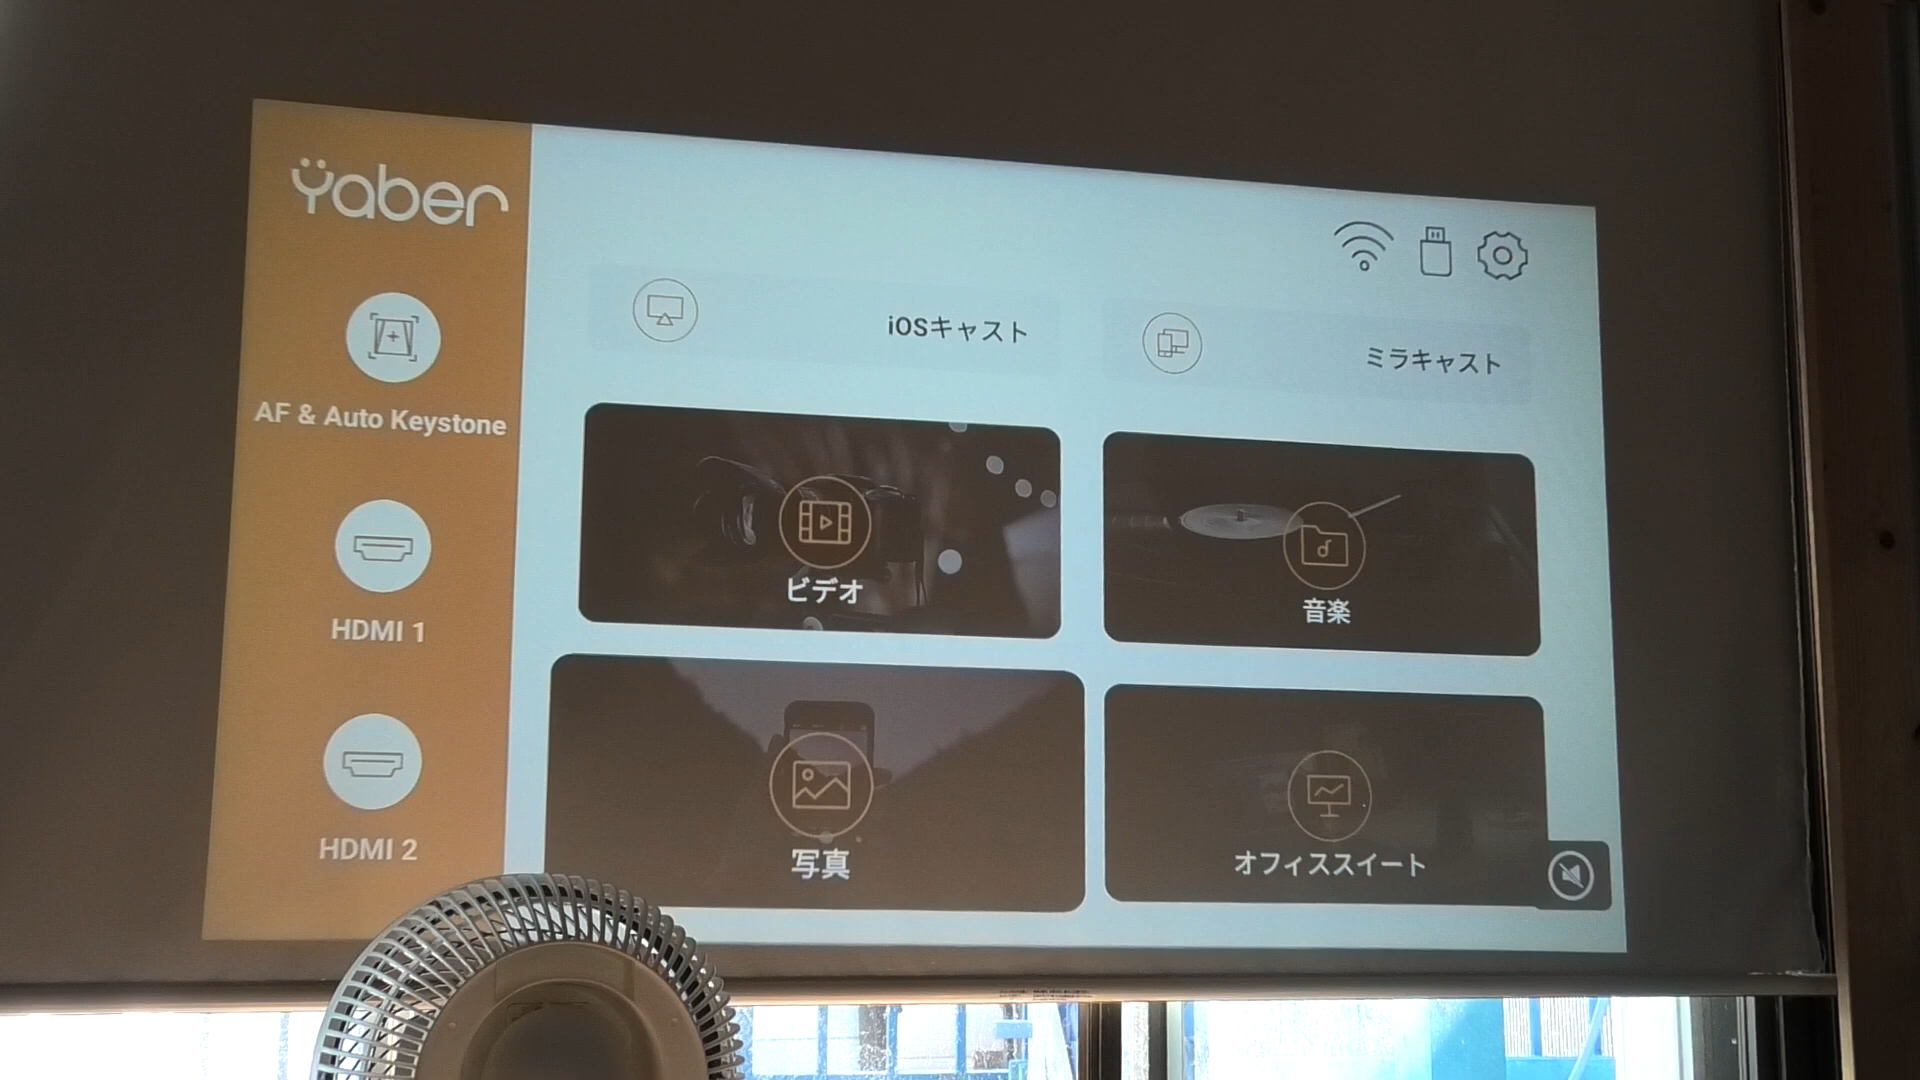 Yaber
AF & Auto Keystone
HDMI 1
HDMI 2
iOSキャスト
ミラキャスト
ビデオ
音楽
写真
オフィススイート